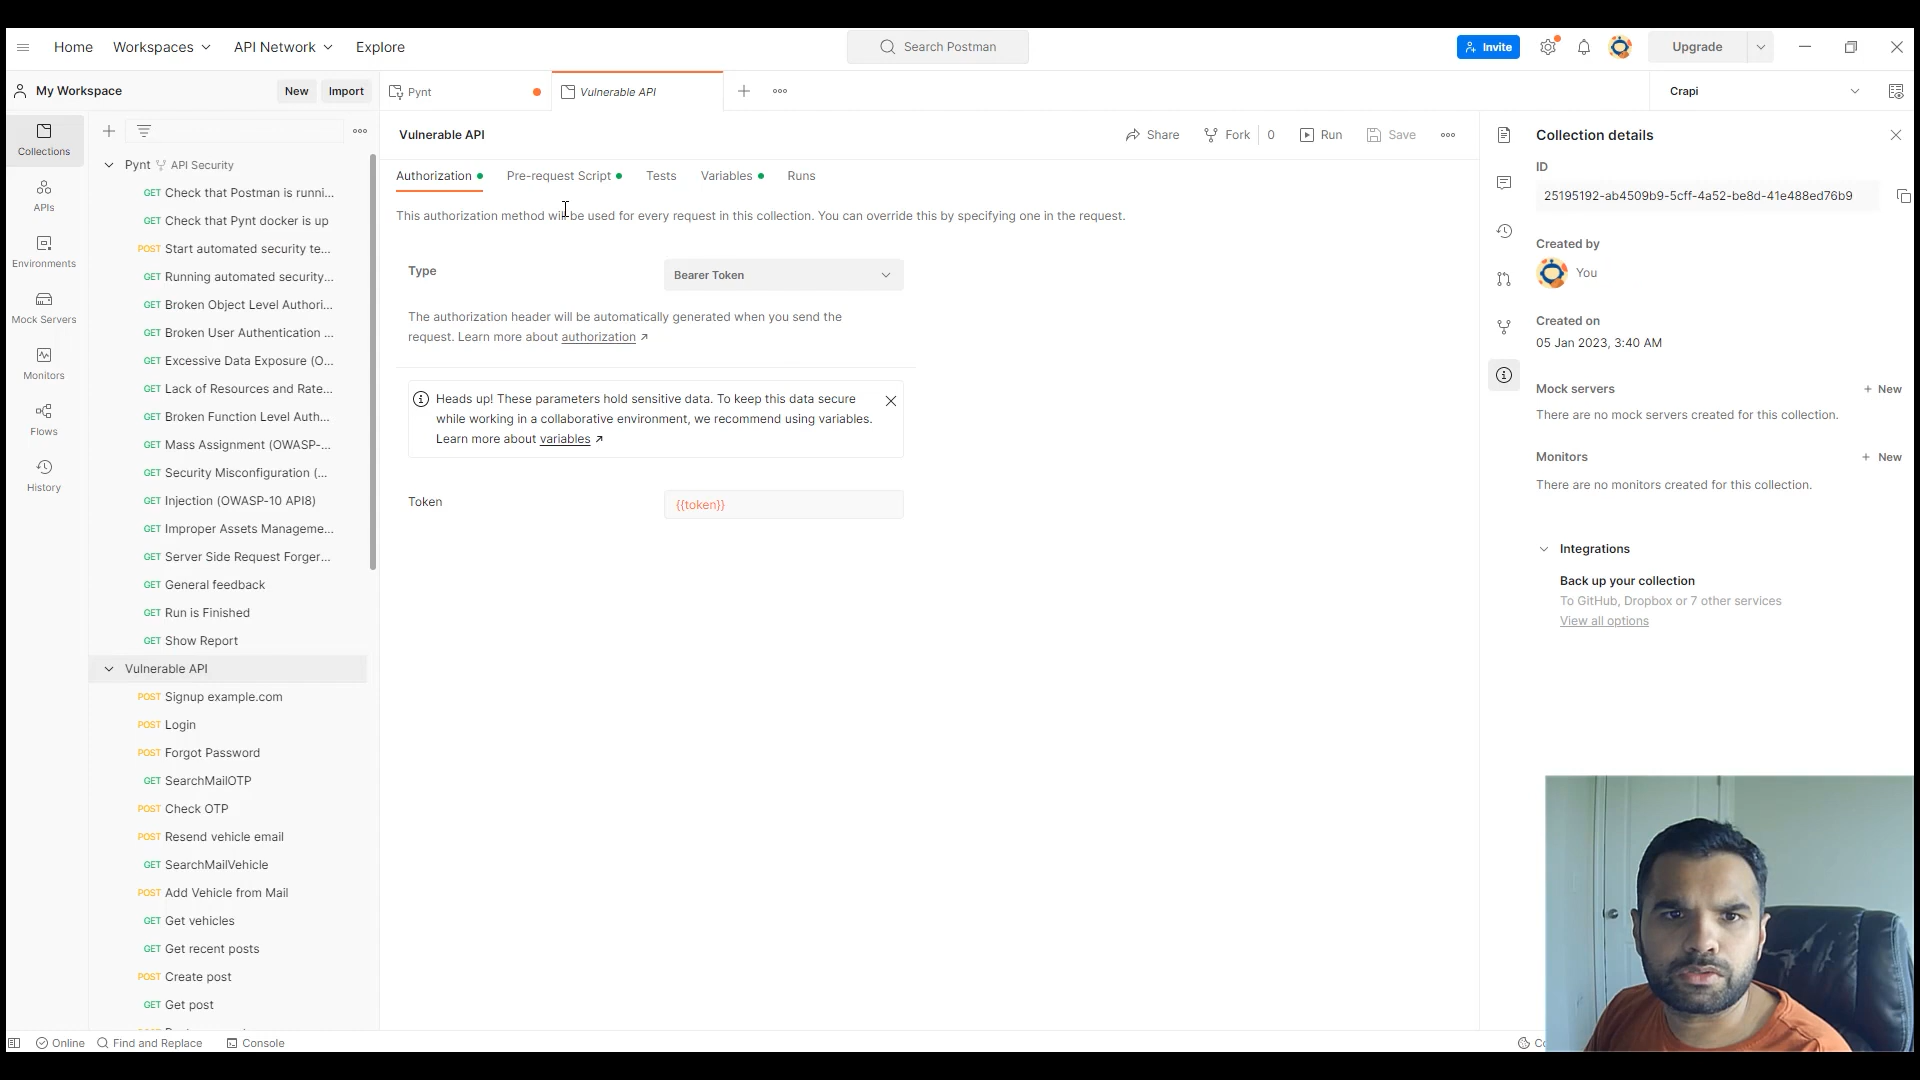 Home
Workspaces
API Network
Explore
Search Postman
Invite
Upgrade
My Workspace
New
Import
Pynt
Vulnerable API
Crapi
Collections
APIs
Environments
Mock Servers
Monitors
Flows
History
Pynt API Security
GET Check that Postman is runni...
GET Check that Pynt docker is up
POST Start automated security te...
GET Running automated security...
GET Broken Object Level Authori...
GET Broken User Authentication ...
GET Excessive Data Exposure (O...
GET Lack of Resources and Rate...
GET Broken Function Level Auth...
GET Mass Assignment (OWASP-...
GET Security Misconfiguration (...
GET Injection (OWASP-10 API8)
GET Improper Assets Manageme...
GET Server Side Request Forger...
GET General feedback
GET Run is Finished
GET Show Report
Vulnerable API
POST Signup example.com
POST Login
POST Forgot Password
GET SearchMailOTP
POST Check OTP
POST Resend vehicle email
GET SearchMailVehicle
POST Add Vehicle from Mail
GET Get vehicles
GET Get recent posts
POST Create post
GET Get post
Vulnerable API
Share
Fork
0
Run
Save
Authorization
Pre-request Script
Tests
Variables
Runs
This authorization method will be used for every request in this collection. You can override this by specifying one in the request.
Type
Bearer Token
The authorization header will be automatically generated when you send the
request. Learn more about authorization ↗
Heads up! These parameters hold sensitive data. To keep this data secure
while working in a collaborative environment, we recommend using variables.
Learn more about variables ↗
Token
{{token}}
Collection details
ID
25195192-ab4509b9-5cff-4a52-be8d-41e488ed76b9
Created by
You
Created on
05 Jan 2023, 3:40 AM
Mock servers
+ New
There are no mock servers created for this collection.
Monitors
+ New
There are no monitors created for this collection.
Integrations
Back up your collection
To GitHub, Dropbox or 7 other services
View all options
Online
Find and Replace
Console